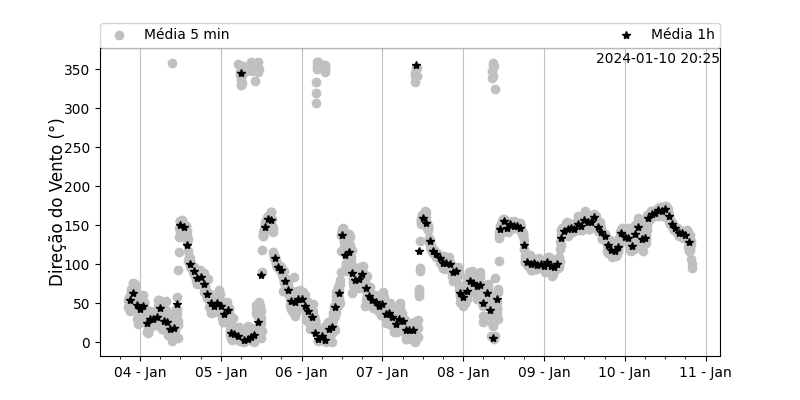 Média 5 min
Média 1h
2024-01-10 20:25
Direção do Vento (°)
350
300
250
200
150
100
50
0
04 - Jan
05 - Jan
06 - Jan
07 - Jan
08 - Jan
09 - Jan
10 - Jan
11 - Jan